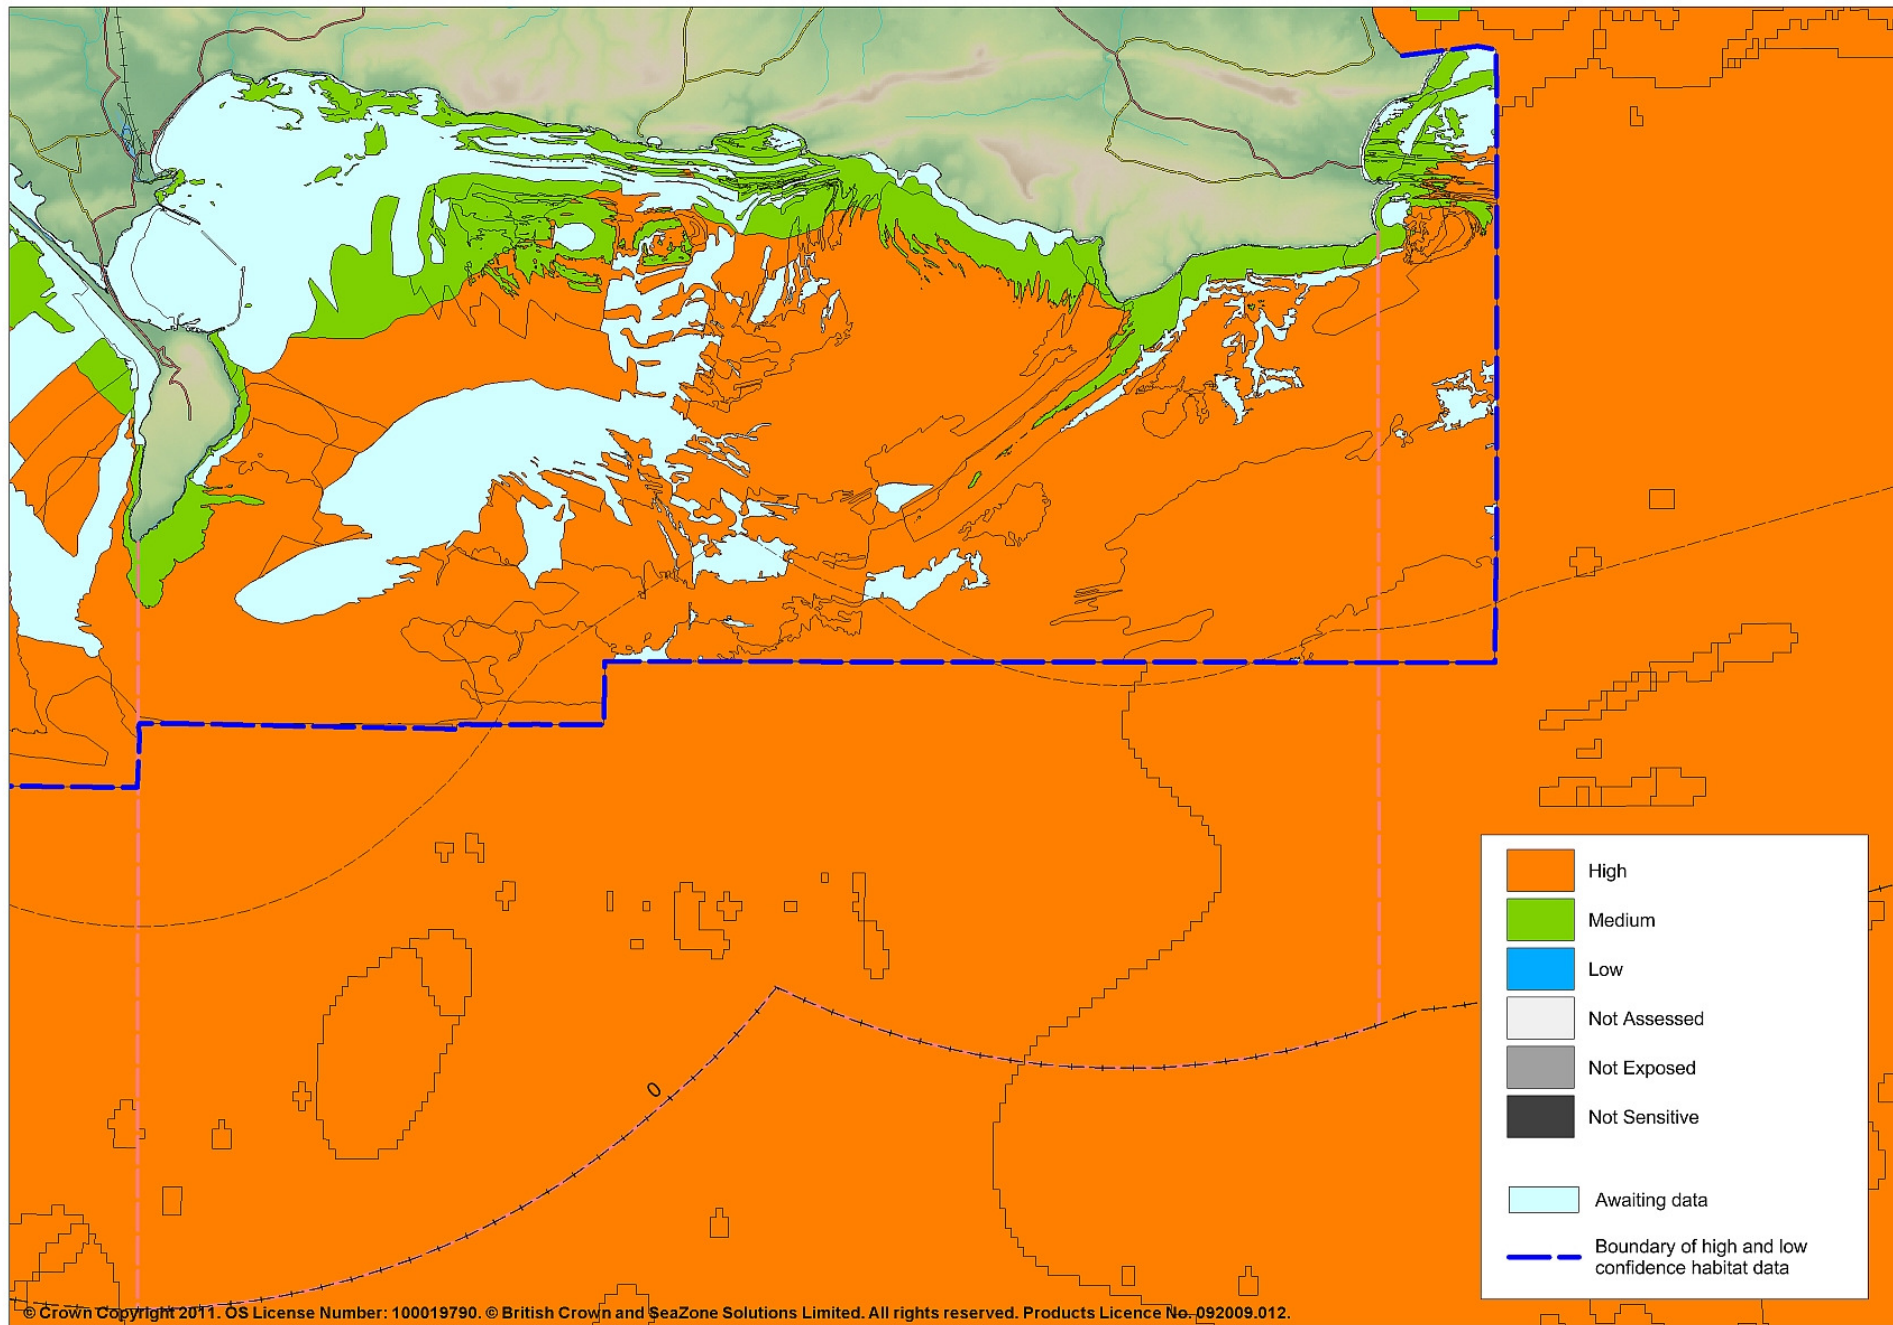 High
Medium
Low
Not Assessed
Not Exposed
Not Sensitive
Awaiting data
Boundary of high and low
confidence habitat data
0
© Crown Copyright 2011. OS License Number: 100019790. © British Crown and SeaZone Solutions Limited. All rights reserved. Products Licence No. 092009.012.